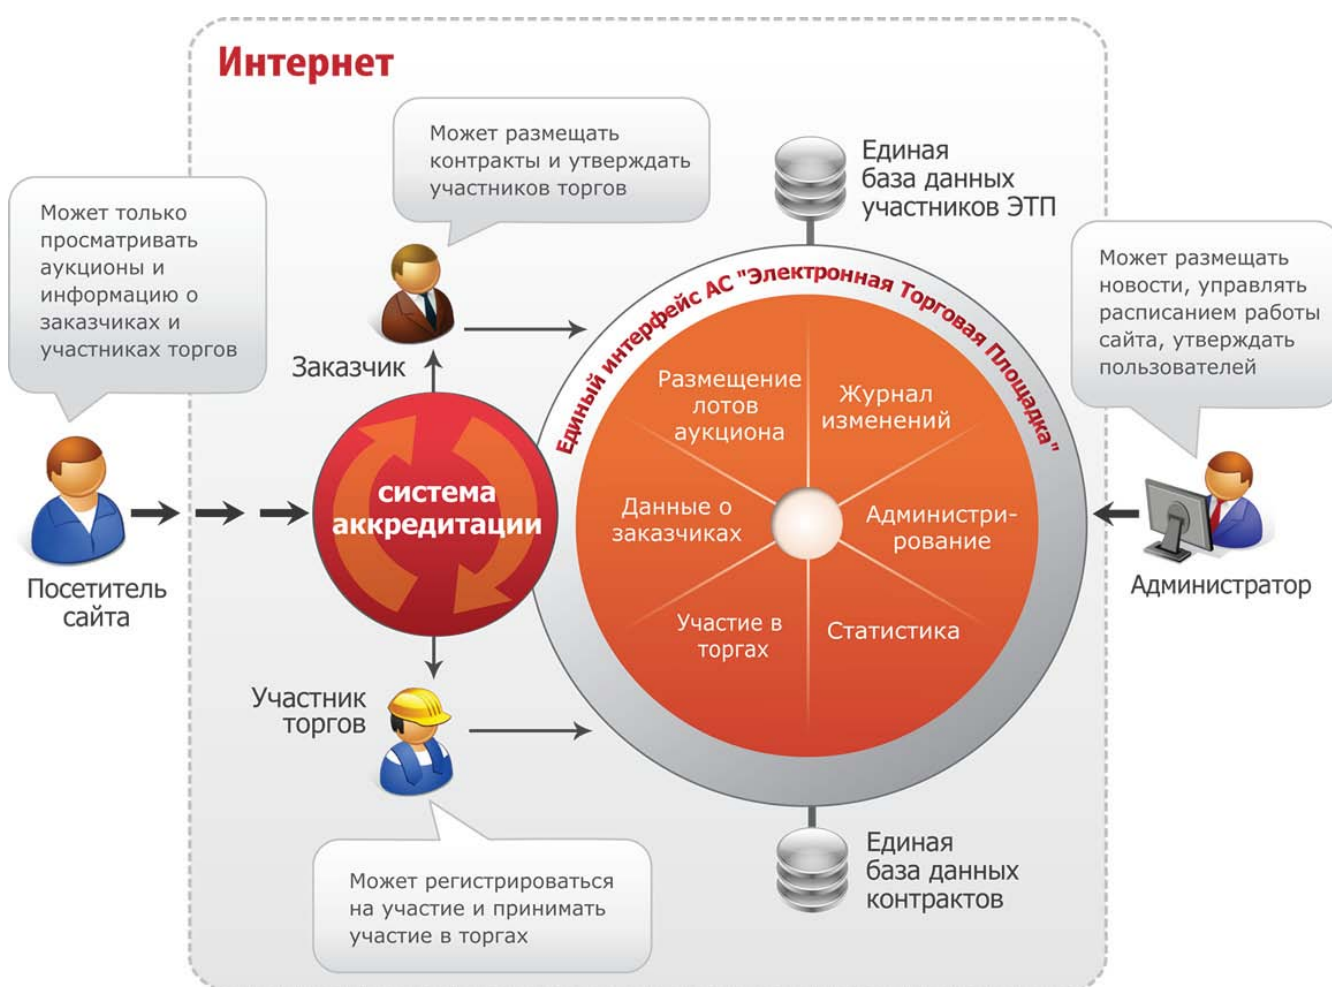 Интернет
Может размещать
контракты и утверждать
участников торгов
Единая
база данных
участников ЭТП
Может только
просматривать
аукционы и
информацию о
заказчиках и
участниках торгов
Может размещать
новости, управлять
расписанием работы
сайта, утверждать
пользователей
Заказчик
Единый интерфейс АС "Электронная Торговая Площадка"
Размещение
лотов
аукциона
Журнал
изменений
система
аккредитации
Данные о
заказчиках
Администри-
рование
Посетитель
сайта
Администратор
Участие в
торгах
Статистика
Участник
торгов
Единая
база данных
контрактов
Может регистрироваться
на участие и принимать
участие в торгах